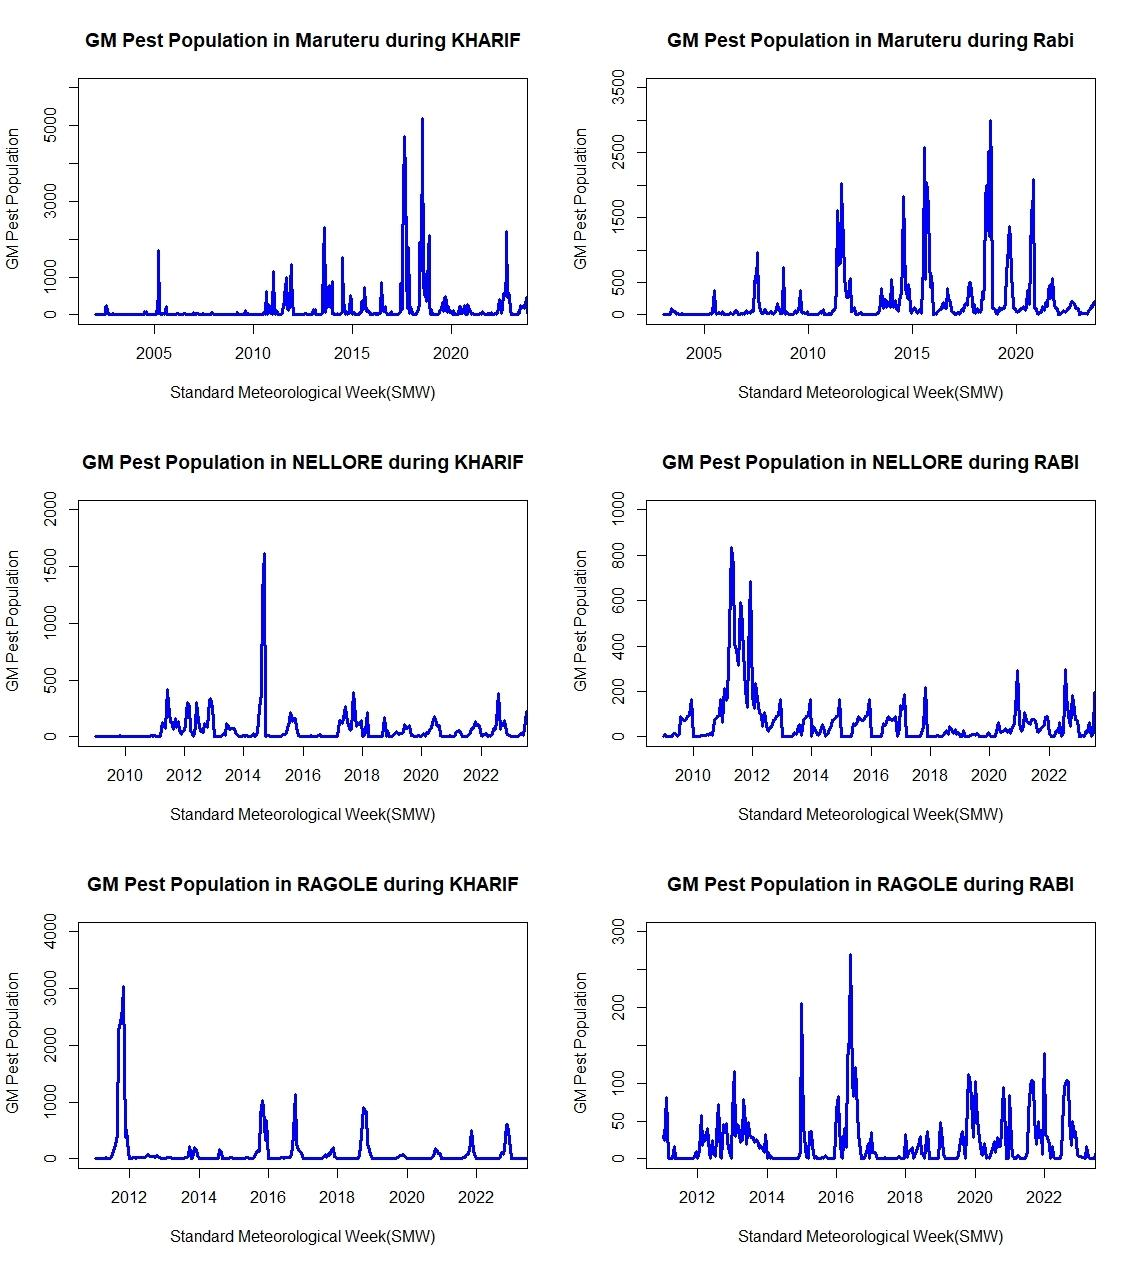 GM Pest Population in Maruteru during KHARIF
GM Pest Population
0 1000 3000 5000
2005 2010 2015 2020
Standard Meteorological Week(SMW)
GM Pest Population in Maruteru during Rabi
GM Pest Population
0 500 1500 2500 3500
2005 2010 2015 2020
Standard Meteorological Week(SMW)
GM Pest Population in NELLORE during KHARIF
GM Pest Population
0 500 1000 1500 2000
2010 2012 2014 2016 2018 2020 2022
Standard Meteorological Week(SMW)
GM Pest Population in NELLORE during RABI
GM Pest Population
0 200 400 600 800 1000
2010 2012 2014 2016 2018 2020 2022
Standard Meteorological Week(SMW)
GM Pest Population in RAGOLE during KHARIF
GM Pest Population
0 1000 2000 3000 4000
2012 2014 2016 2018 2020 2022
Standard Meteorological Week(SMW)
GM Pest Population in RAGOLE during RABI
GM Pest Population
0 50 100 200 300
2012 2014 2016 2018 2020 2022
Standard Meteorological Week(SMW)